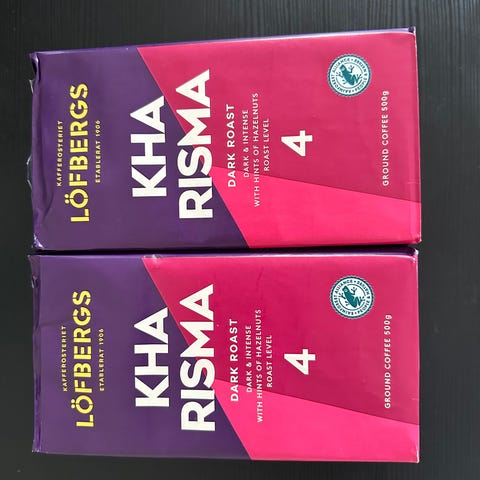 KAFFEROSTERIET
LÖFBERGS
ETABLERAT 1906
KHA
RISMA
DARK ROAST
DARK & INTENSE
WITH HINTS OF HAZELNUTS
ROAST LEVEL
4
GROUND COFFEE 500g
KAFFEROSTERIET
LÖFBERGS
ETABLERAT 1906
KHA
RISMA
DARK ROAST
DARK & INTENSE
WITH HINTS OF HAZELNUTS
ROAST LEVEL
4
GROUND COFFEE 500g